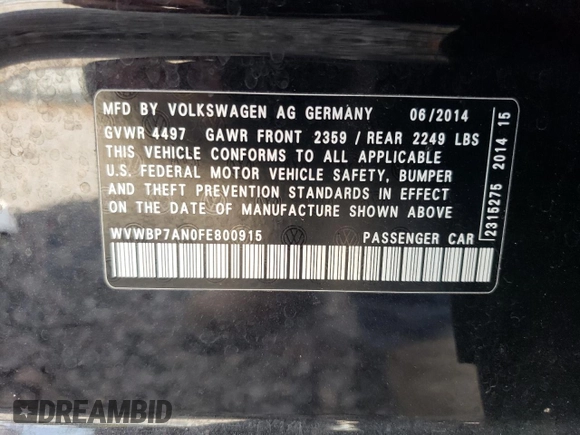 MFD BY VOLKSWAGEN AG GERMANY 06/2014
GVWR 4497 GAWR FRONT 2359 / REAR 2249 LBS
THIS VEHICLE CONFORMS TO ALL APPLICABLE
U.S. FEDERAL MOTOR VEHICLE SAFETY, BUMPER
AND THEFT PREVENTION STANDARDS IN EFFECT
ON THE DATE OF MANUFACTURE SHOWN ABOVE
WVWBP7AN0FE800915 PASSENGER CAR
2315275 2014 15
DREAMBID